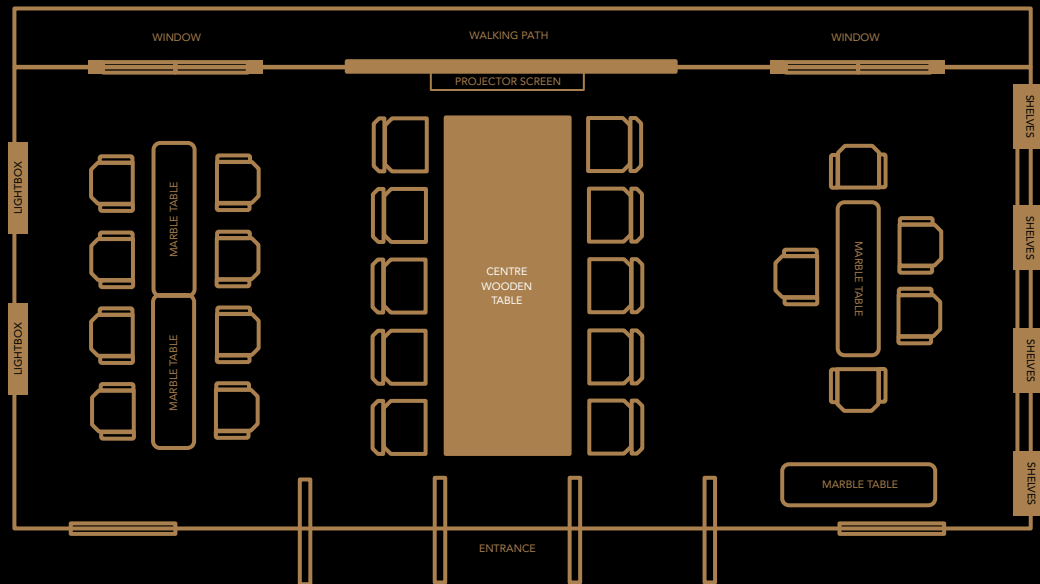 WINDOW
WALKING PATH
WINDOW
PROJECTOR SCREEN
SHELVES
LIGHTBOX
MARBLE TABLE
SHELVES
MARBLE TABLE
CENTRE
WOODEN
TABLE
LIGHTBOX
MARBLE TABLE
SHELVES
MARBLE TABLE
SHELVES
ENTRANCE